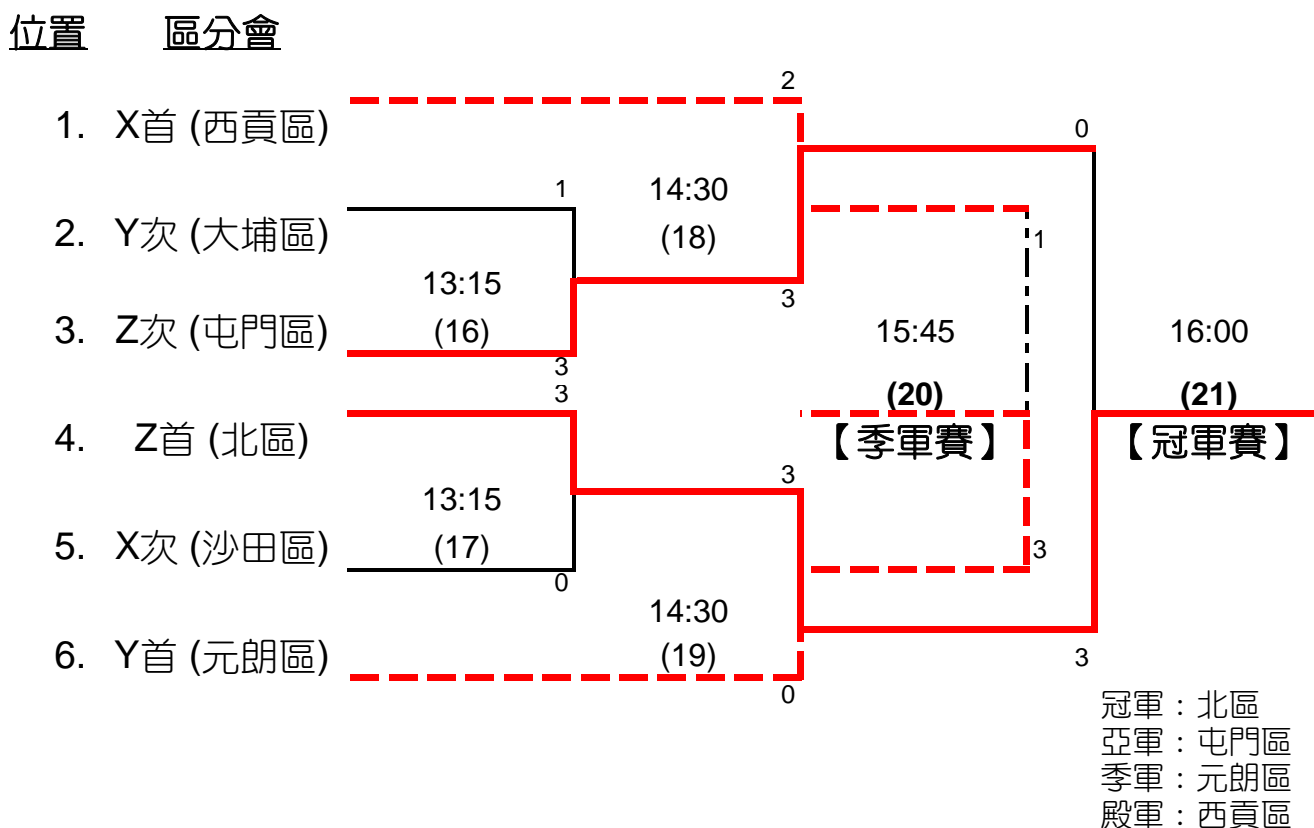 位置 區分會
2
1. X首 (西貢區)
0
1
14:30
2. Y次 (大埔區)
(18)
1
13:15
3
3. Z次 (屯門區)
(16)
15:45
16:00
3
3
(20)
(21)
4. Z首 (北區)
【季軍賽】
【冠軍賽】
3
13:15
5. X次 (沙田區)
(17)
3
0
14:30
6. Y首 (元朗區)
(19)
3
0
冠軍：北區
亞軍：屯門區
季軍：元朗區
殿軍：西貢區